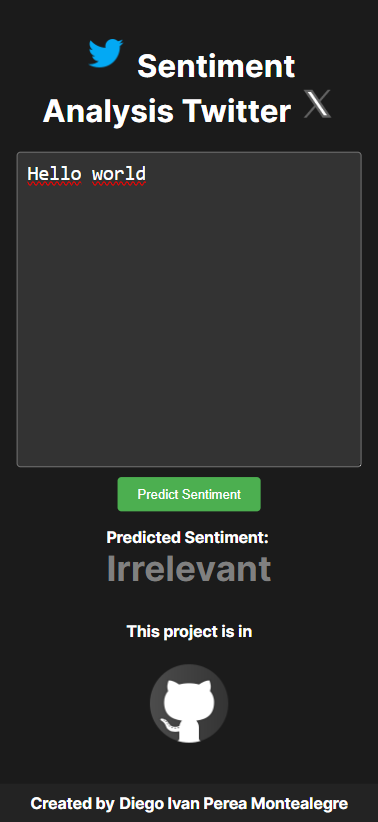 Sentiment
Analysis Twitter
Hello world
Predict Sentiment
Predicted Sentiment:
Irrelevant
This project is in
Created by Diego Ivan Perea Montealegre